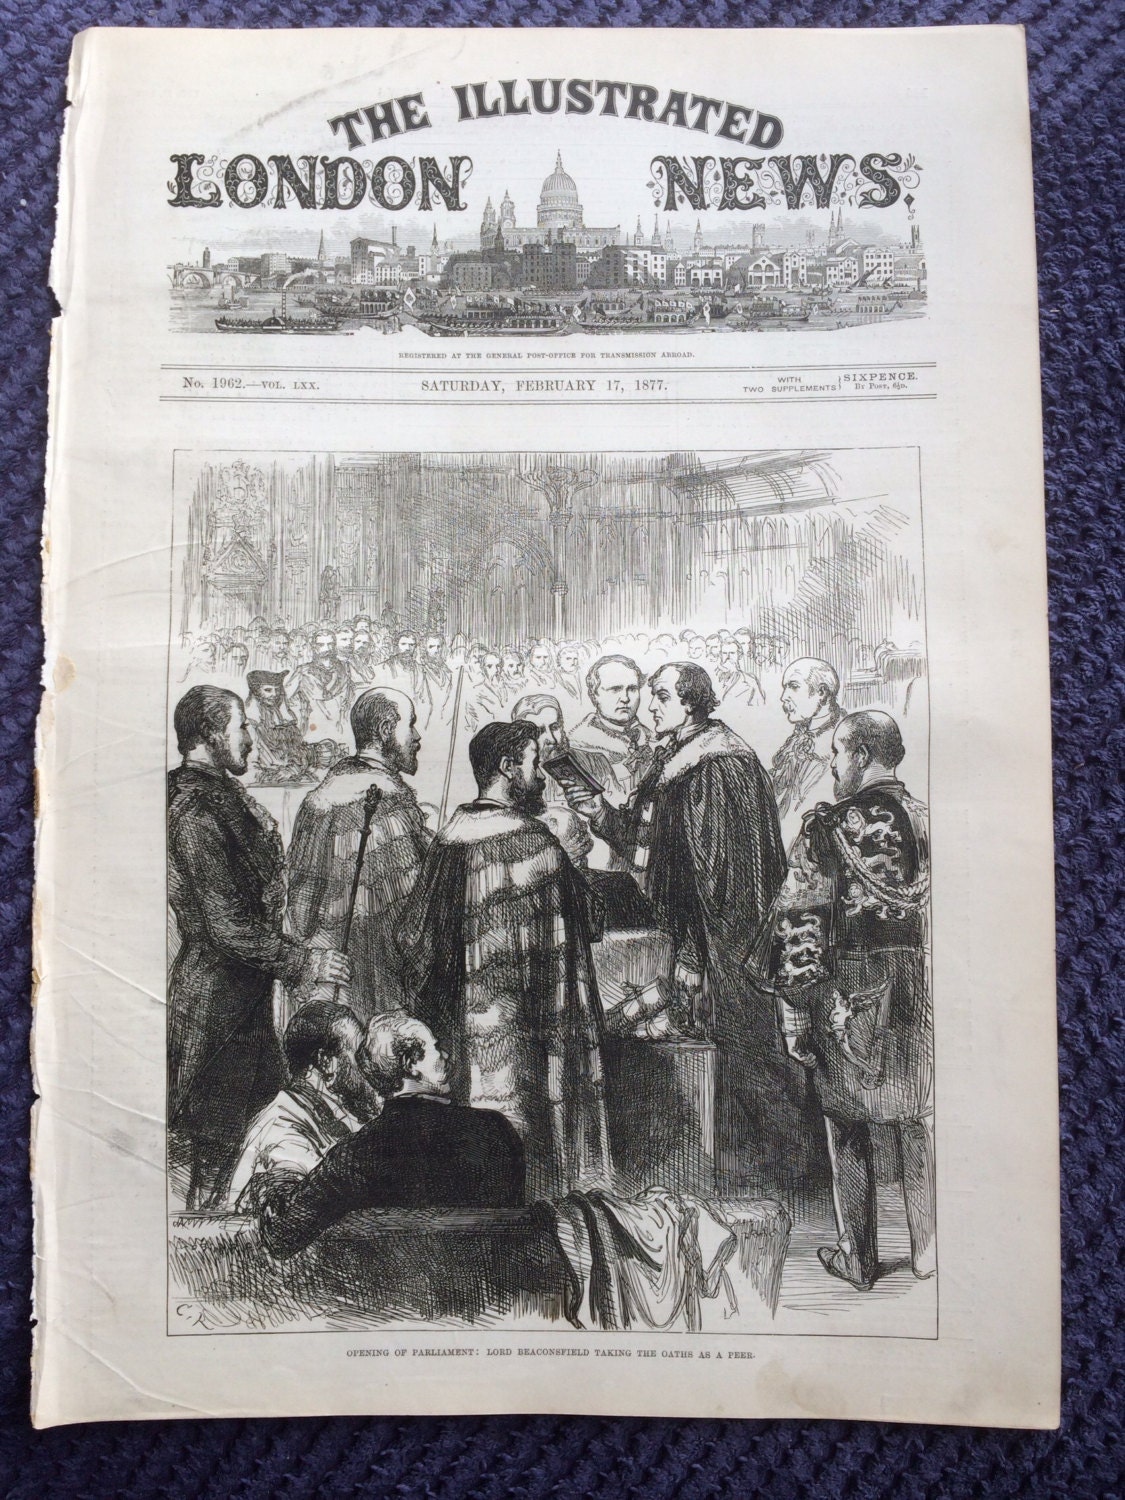 THE ILLUSTRATED
LONDON NEWS.
REGISTERED AT THE GENERAL POST-OFFICE FOR TRANSMISSION ABROAD.
No. 1962.—VOL. LXX. SATURDAY, FEBRUARY 17, 1877. WITH TWO SUPPLEMENTS } SIXPENCE. BY POST, 6½D.
OPENING OF PARLIAMENT: LORD BEACONSFIELD TAKING THE OATHS AS A PEER.